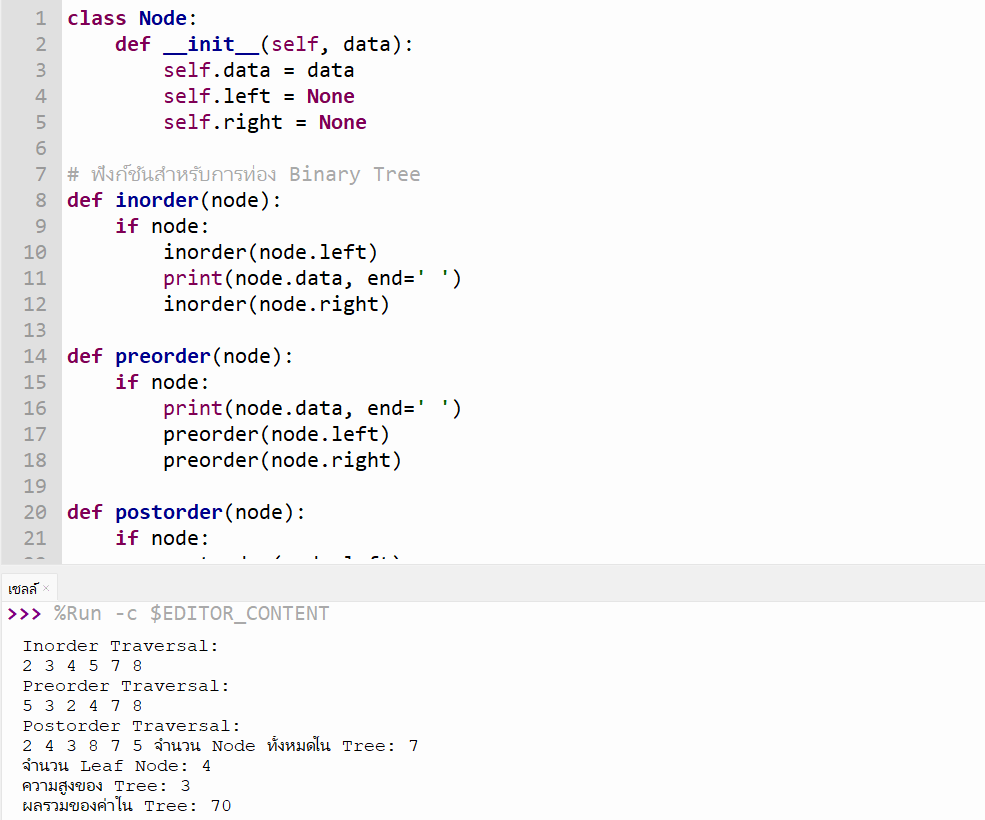 1 class Node:
2 def __init__(self, data):
3 self.data = data
4 self.left = None
5 self.right = None
6
7 # ฟังก์ชันสำหรับการท่อง Binary Tree
8 def inorder(node):
9 if node:
10 inorder(node.left)
11 print(node.data, end=' ')
12 inorder(node.right)
13
14 def preorder(node):
15 if node:
16 print(node.data, end=' ')
17 preorder(node.left)
18 preorder(node.right)
19
20 def postorder(node):
21 if node:
เชลล์ ×
>>> %Run -c $EDITOR_CONTENT
Inorder Traversal:
2 3 4 5 7 8
Preorder Traversal:
5 3 2 4 7 8
Postorder Traversal:
2 4 3 8 7 5 จำนวน Node ทั้งหมดใน Tree: 7
จำนวน Leaf Node: 4
ความสูงของ Tree: 3
ผลรวมของค่าใน Tree: 70